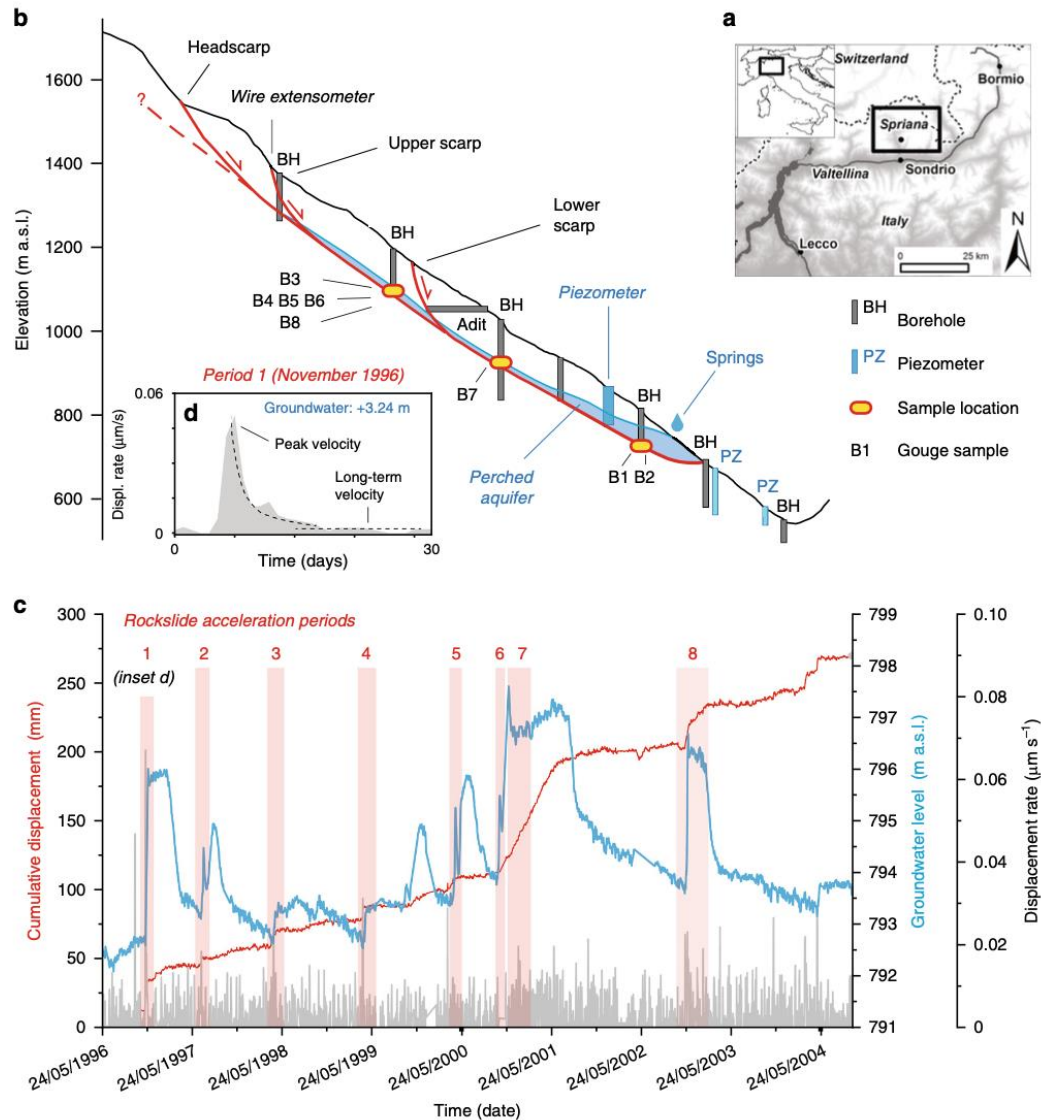 b
Headscarp
Wire extensometer
BH
Upper scarp
BH
Lower
scarp
B3
B4 B5 B6
B8
BH
Adit
B7
Piezometer
Springs
BH
Perched
aquifer
B1 B2
BH
PZ
PZ
BH
?
Elevation (m a.s.l.)
1600
1400
1200
1000
800
600
a
Switzerland
Bormio
Spriana
Valtellina
Sondrio
Italy
Lecco
N
0 25 km
BH Borehole
PZ Piezometer
Sample location
B1 Gouge sample
Period 1 (November 1996)
d
Groundwater: +3.24 m
Peak velocity
Long-term
velocity
Displ. rate (µm/s)
0.06
0
0 30
Time (days)
c
Rockslide acceleration periods
1 2 3 4 5 6 7 8
(inset d)
Cumulative displacement (mm)
300
250
200
150
100
50
0
Groundwater level (m a.s.l.)
799
798
797
796
795
794
793
792
791
Displacement rate (µm s⁻¹)
0.10
0.08
0.06
0.04
0.02
0
24/05/1996 24/05/1997 24/05/1998 24/05/1999 24/05/2000 24/05/2001 24/05/2002 24/05/2003 24/05/2004
Time (date)